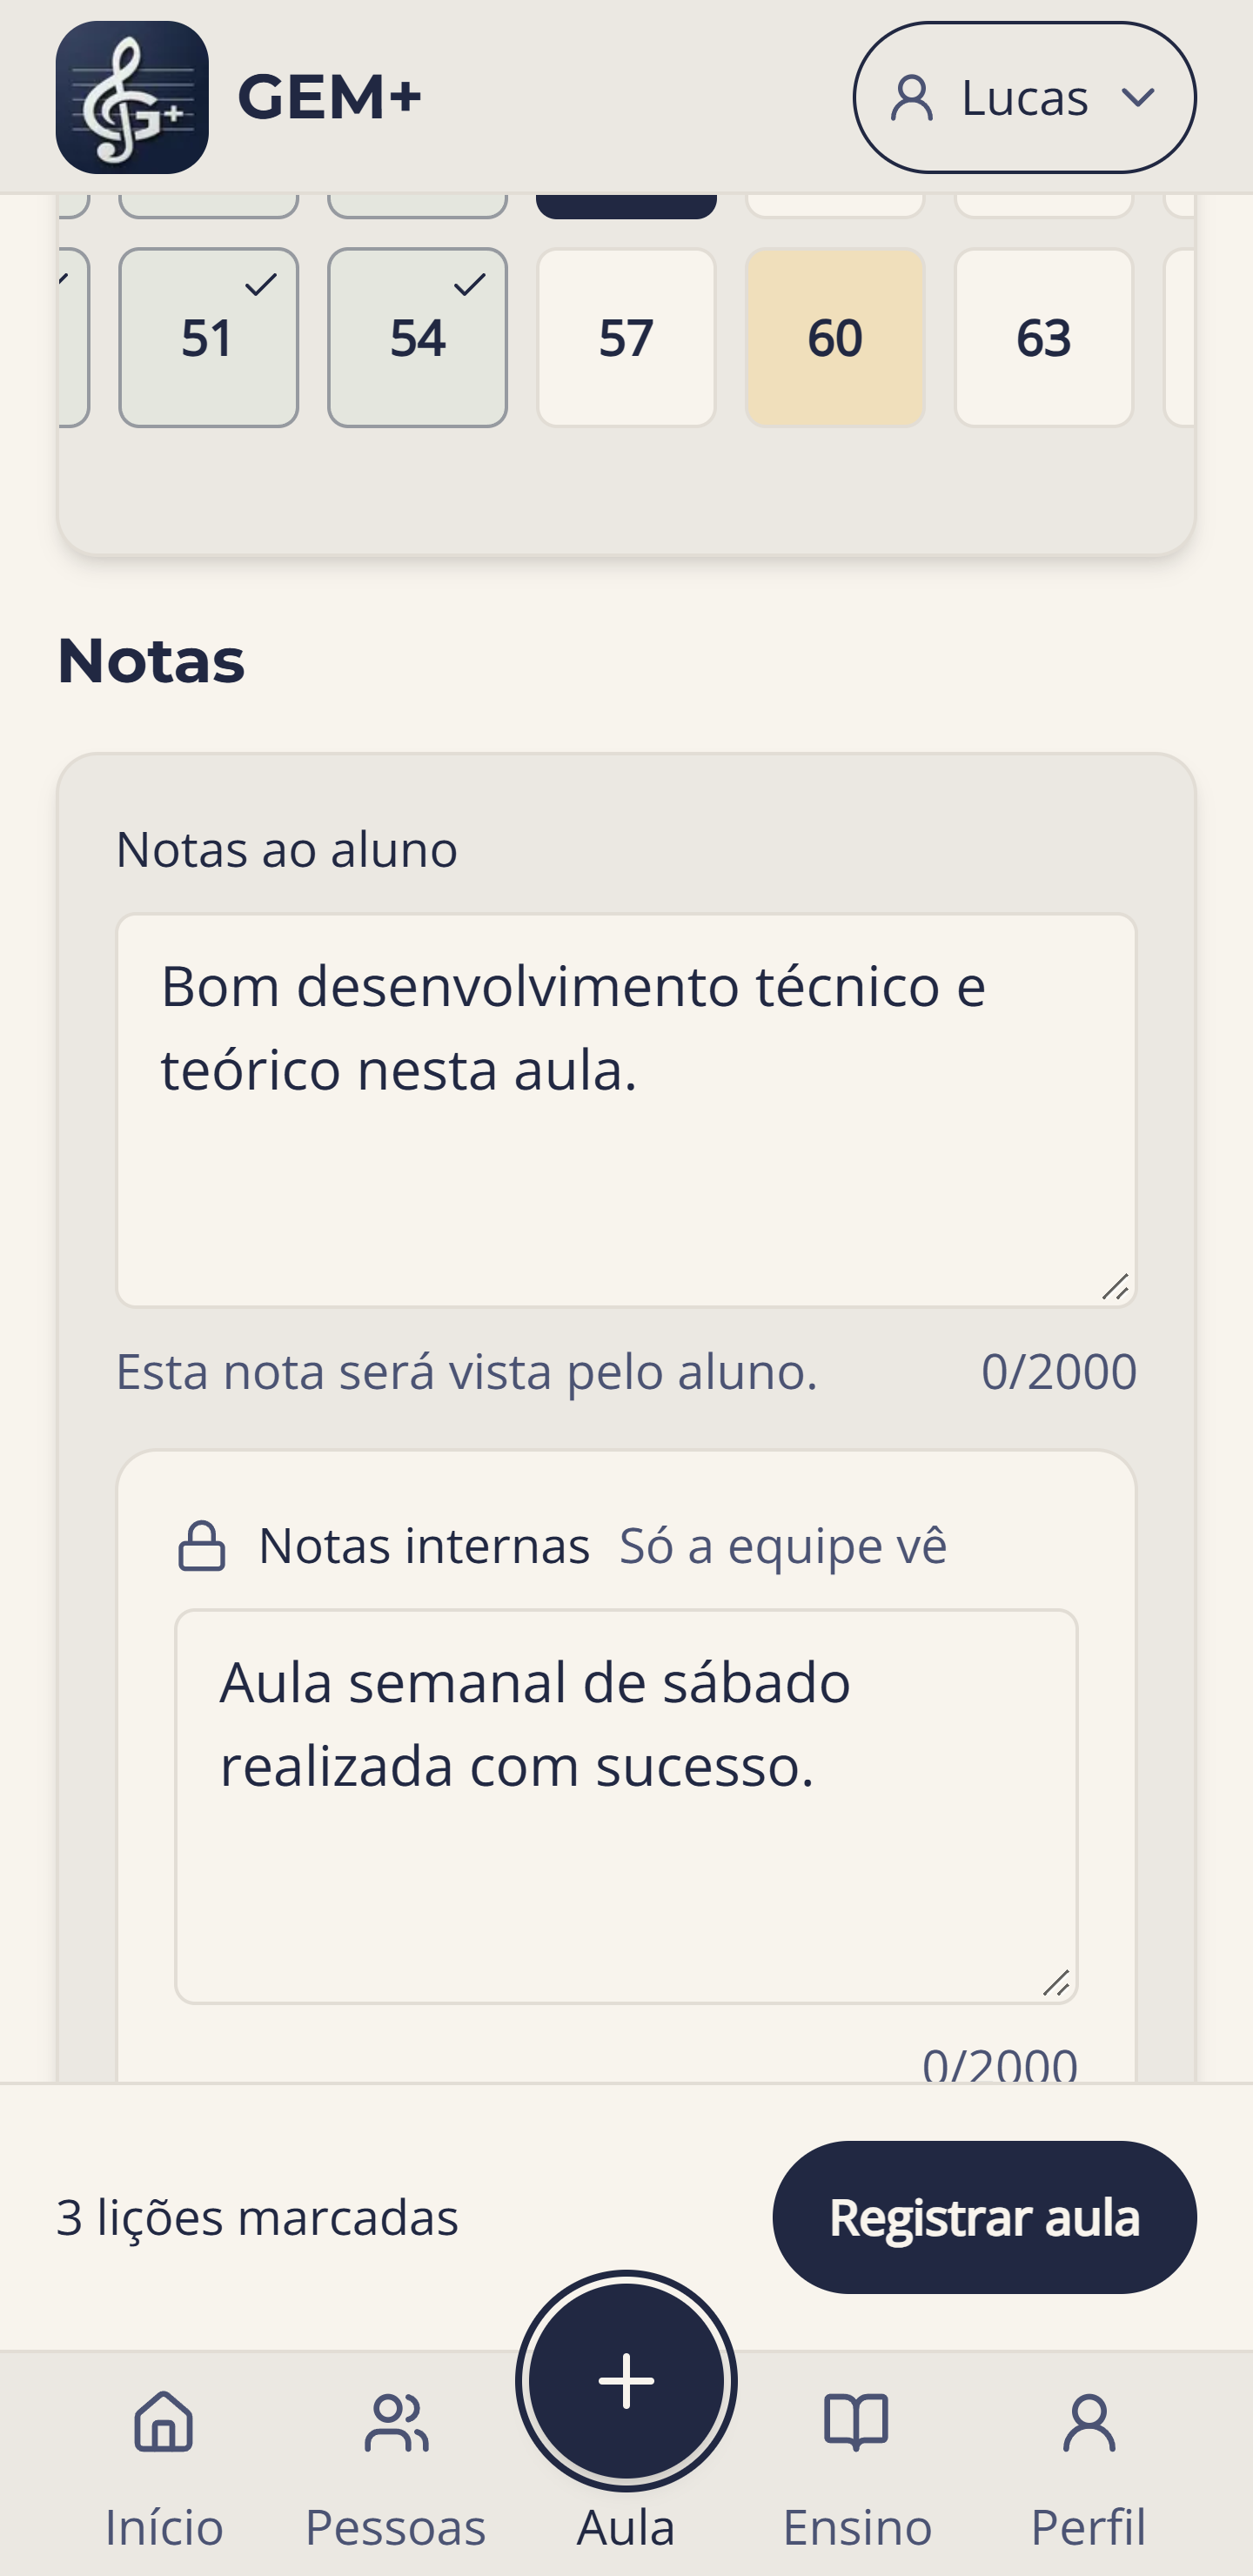 G+
GEM+
Lucas
51
54
57
60
63
Notas
Notas ao aluno
Bom desenvolvimento técnico e
teórico nesta aula.
Esta nota será vista pelo aluno.
0/2000
Notas internas Só a equipe vê
Aula semanal de sábado
realizada com sucesso.
0/2000
3 lições marcadas
Registrar aula
Início
Pessoas
Aula
Ensino
Perfil